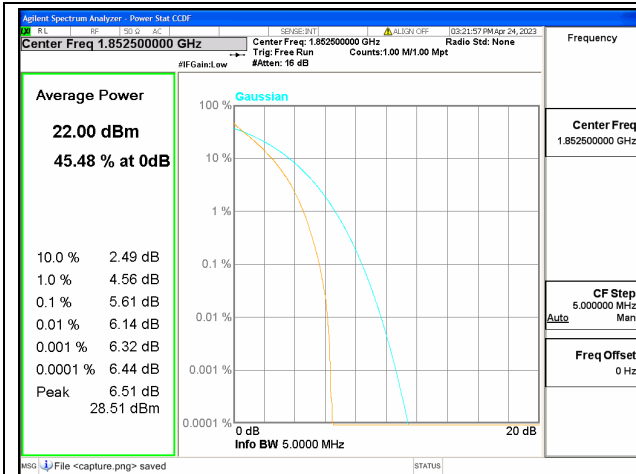 Agilent Spectrum Analyzer - Power Stat CCDF
RL RF 50 Ω AC SENSE:INT ALIGN OFF 03:21:57 PM Apr 24, 2023
Center Freq 1.852500000 GHz
Center Freq: 1.852500000 GHz Radio Std: None
Trig: Free Run Counts:1.00 M/1.00 Mpt
#IFGain:Low #Atten: 16 dB
Frequency
Average Power
22.00 dBm
45.48 % at 0dB
10.0 % 2.49 dB
1.0 % 4.56 dB
0.1 % 5.61 dB
0.01 % 6.14 dB
0.001 % 6.32 dB
0.0001 % 6.44 dB
Peak 6.51 dB
28.51 dBm
Gaussian
100 %
10 %
1 %
0.1 %
0.01 %
0.001 %
0.0001 %
0 dB 20 dB
Info BW 5.0000 MHz
Center Freq
1.852500000 GHz
CF Step
5.000000 MHz
Auto Man
Freq Offset
0 Hz
MSG File <capture.png> saved STATUS